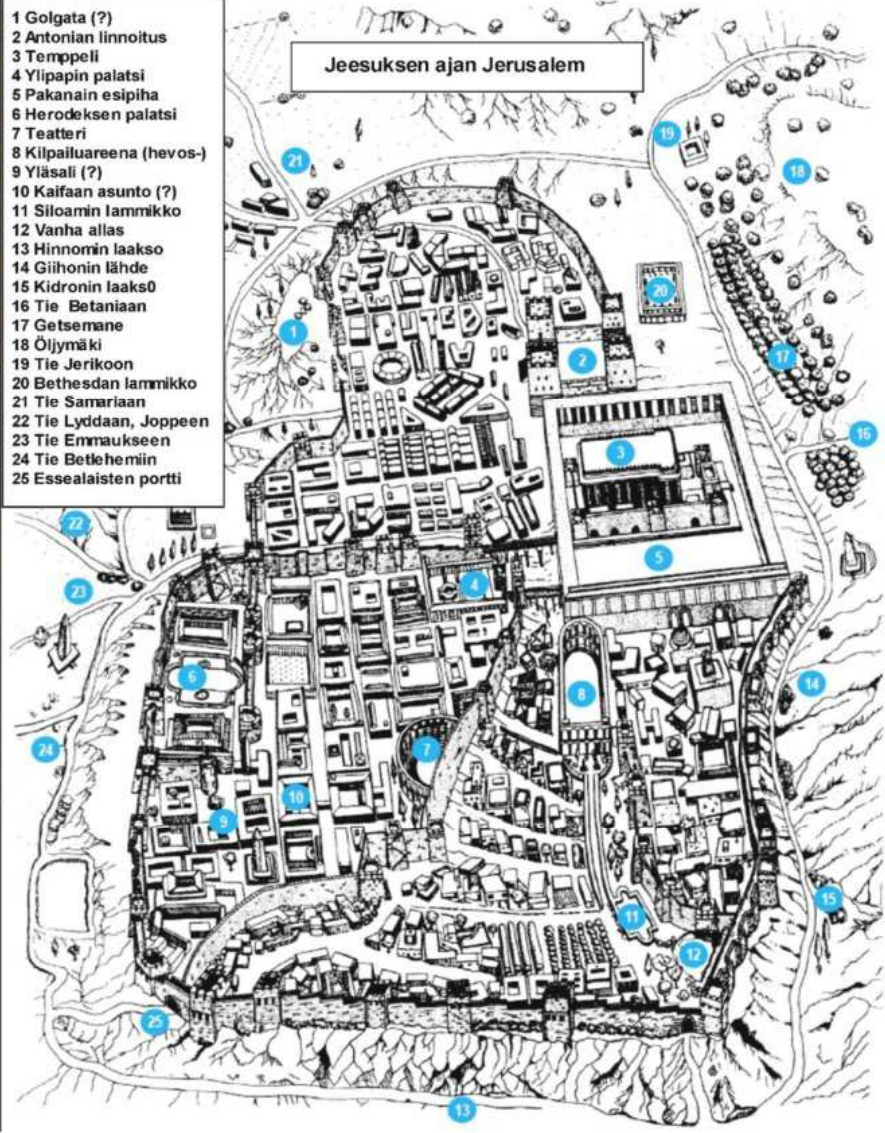 1 Golgata (?)
2 Antonian linnoitus
3 Temppeli
4 Ylipapin palatsi
5 Pakanain esipiha
6 Herodeksen palatsi
7 Teatteri
8 Kilpailuareena (hevos-)
9 Yläsali (?)
10 Kaifaan asunto (?)
11 Siloamin lammikko
12 Vanha allas
13 Hinnomin laakso
14 Giihonin lähde
15 Kidronin laaks0
16 Tie Betaniaan
17 Getsemane
18 Öljymäki
19 Tie Jerikoon
20 Bethesdan lammikko
21 Tie Samariaan
22 Tie Lyddaan, Joppeen
23 Tie Emmaukseen
24 Tie Betlehemiin
25 Essealaisten portti
Jeesuksen ajan Jerusalem
19
21
18
20
1
2
17
16
3
22
5
4
23
6
14
8
7
24
10
9
15
11
12
25
13